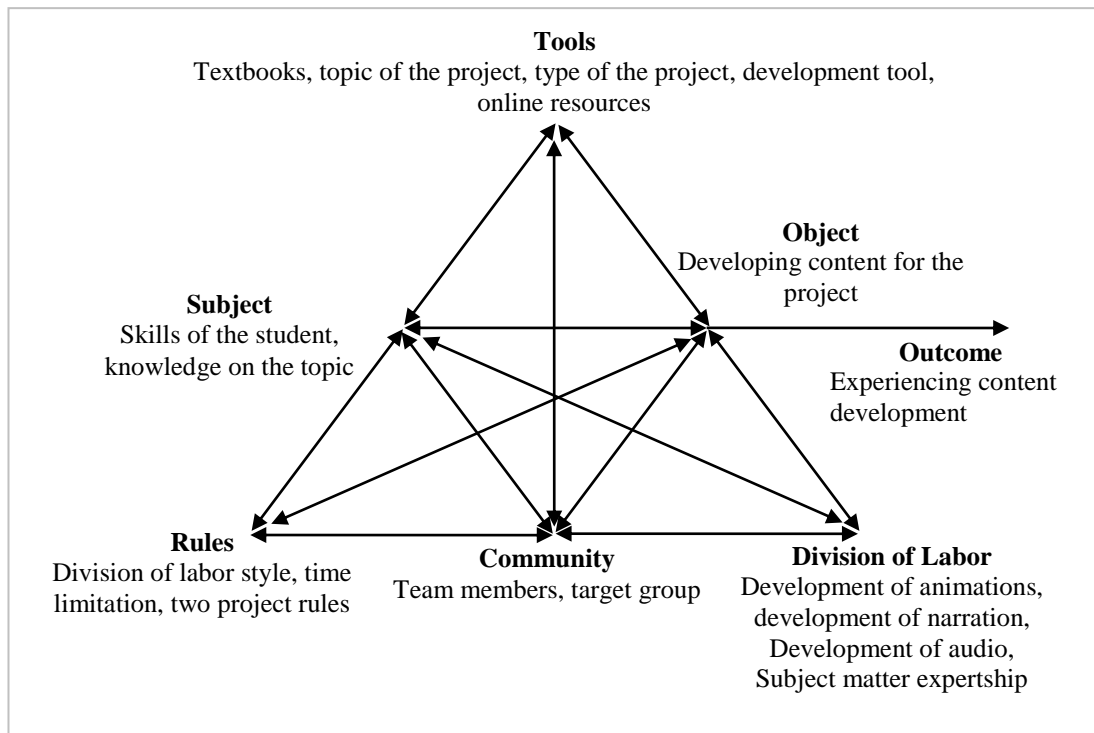 Tools
Textbooks, topic of the project, type of the project, development tool,
online resources
Object
Developing content for the
project
Subject
Skills of the student,
knowledge on the topic
Outcome
Experiencing content
development
Rules
Division of labor style, time
limitation, two project rules
Community
Team members, target group
Division of Labor
Development of animations,
development of narration,
Development of audio,
Subject matter expertship